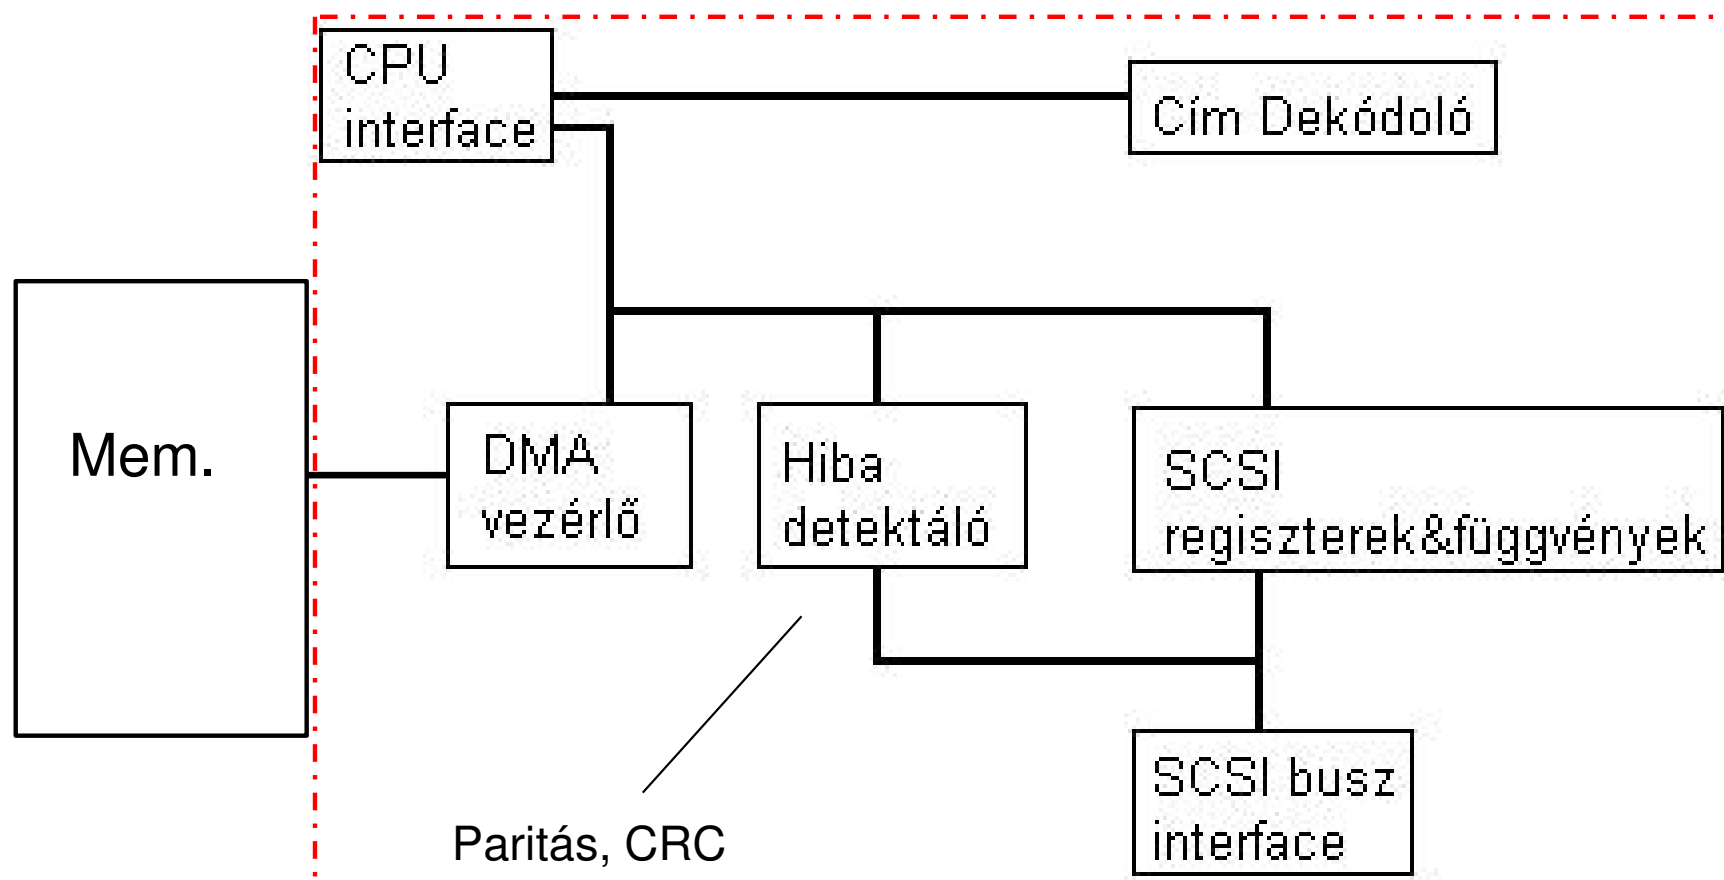 CPU
interface
Cím Dekódoló
Mem.
DMA
vezérlő
Hiba
detektáló
SCSI
regiszterek&függvények
SCSI busz
interface
Paritás, CRC